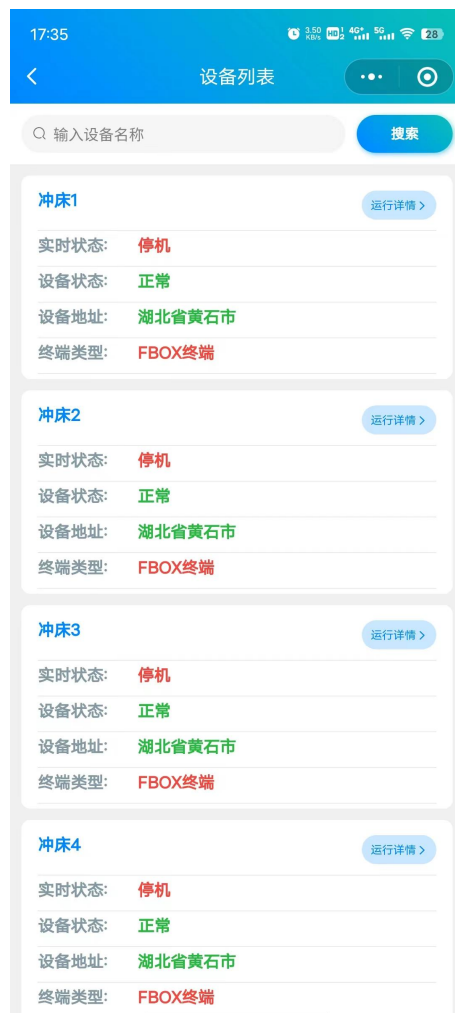 17:35 3.50 KB/s HD 2 4G+ 5G 28
设备列表
输入设备名称 搜索
冲床1 运行详情
实时状态: 停机
设备状态: 正常
设备地址: 湖北省黄石市
终端类型: FBOX终端
冲床2 运行详情
实时状态: 停机
设备状态: 正常
设备地址: 湖北省黄石市
终端类型: FBOX终端
冲床3 运行详情
实时状态: 停机
设备状态: 正常
设备地址: 湖北省黄石市
终端类型: FBOX终端
冲床4 运行详情
实时状态: 停机
设备状态: 正常
设备地址: 湖北省黄石市
终端类型: FBOX终端